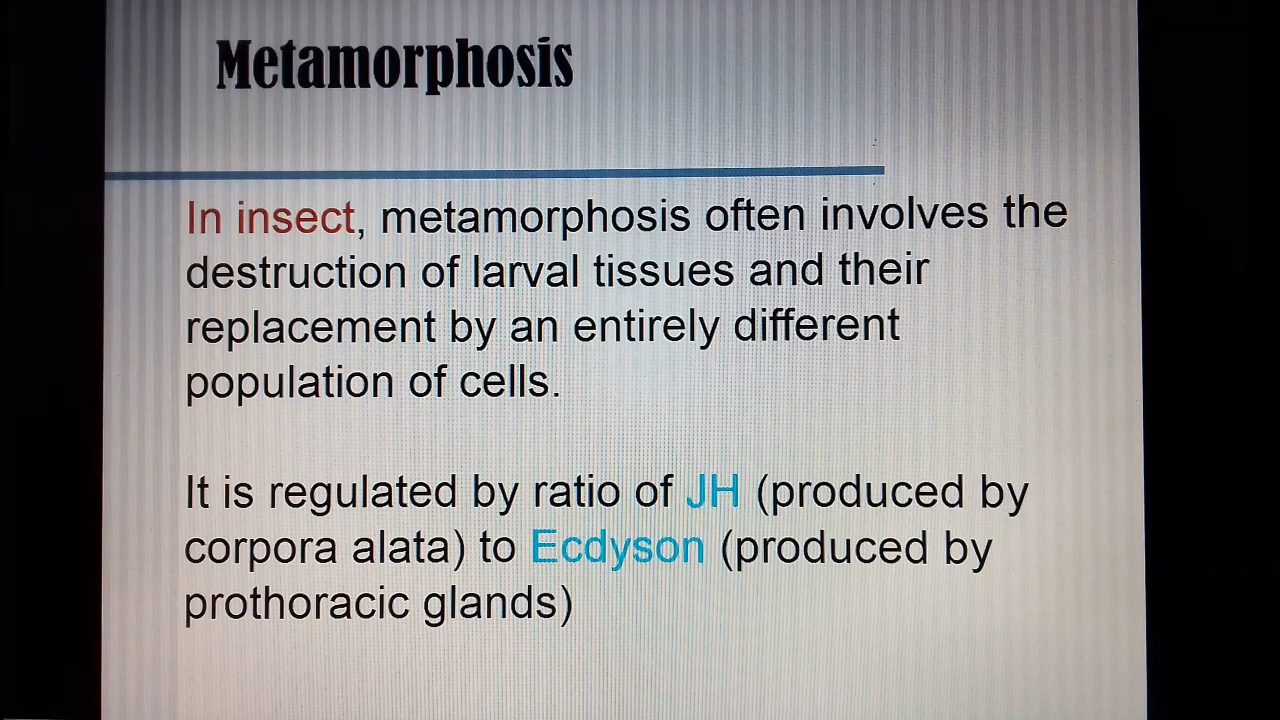 Metamorphosis
In insect, metamorphosis often involves the
destruction of larval tissues and their
replacement by an entirely different
population of cells.
It is regulated by ratio of JH (produced by
corpora alata) to Ecdyson (produced by
prothoracic glands)